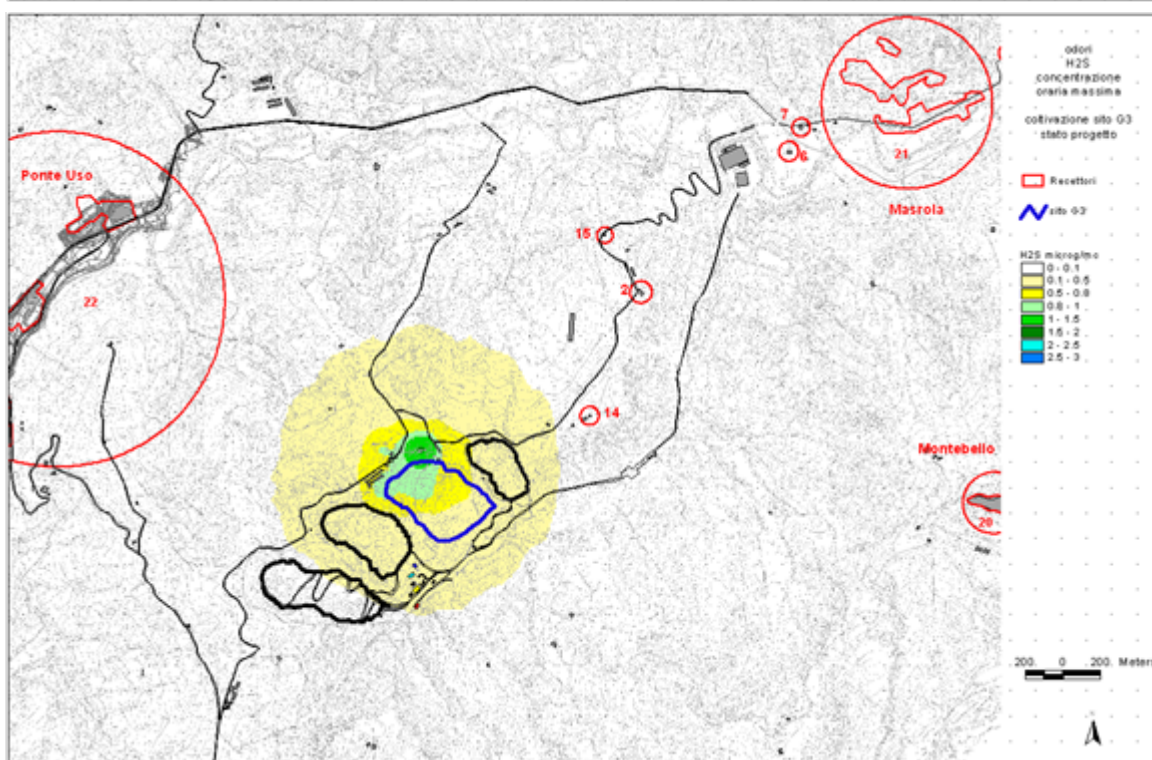 odori
H2S
concentrazione
oraria massima
coltivazione sito G3
stato progetto
Recettori
sito G3
H2S microg/mc
0 - 0.1
0.1 - 0.5
0.5 - 0.8
0.8 - 1
1 - 1.5
1.5 - 2
2 - 2.5
2.5 - 3
7
6
21
Masrola
Ponte Uso
15
2
22
14
Montebello
20
200 0 200 Meters